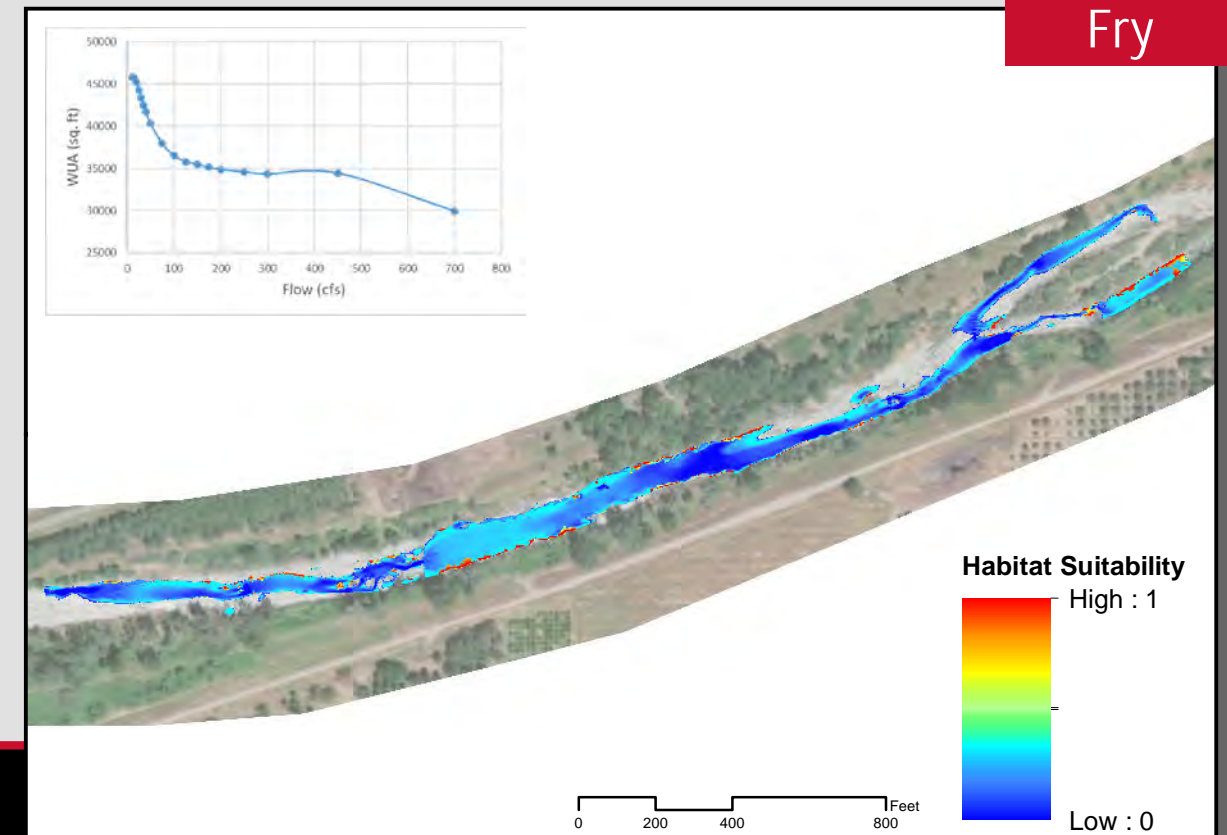 Fry
50000
45000
40000
35000
30000
25000
WUA (sq. ft)
0 100 200 300 400 500 600 700 800
Flow (cfs)
Habitat Suitability
High : 1
Low : 0
Feet
0 200 400 800